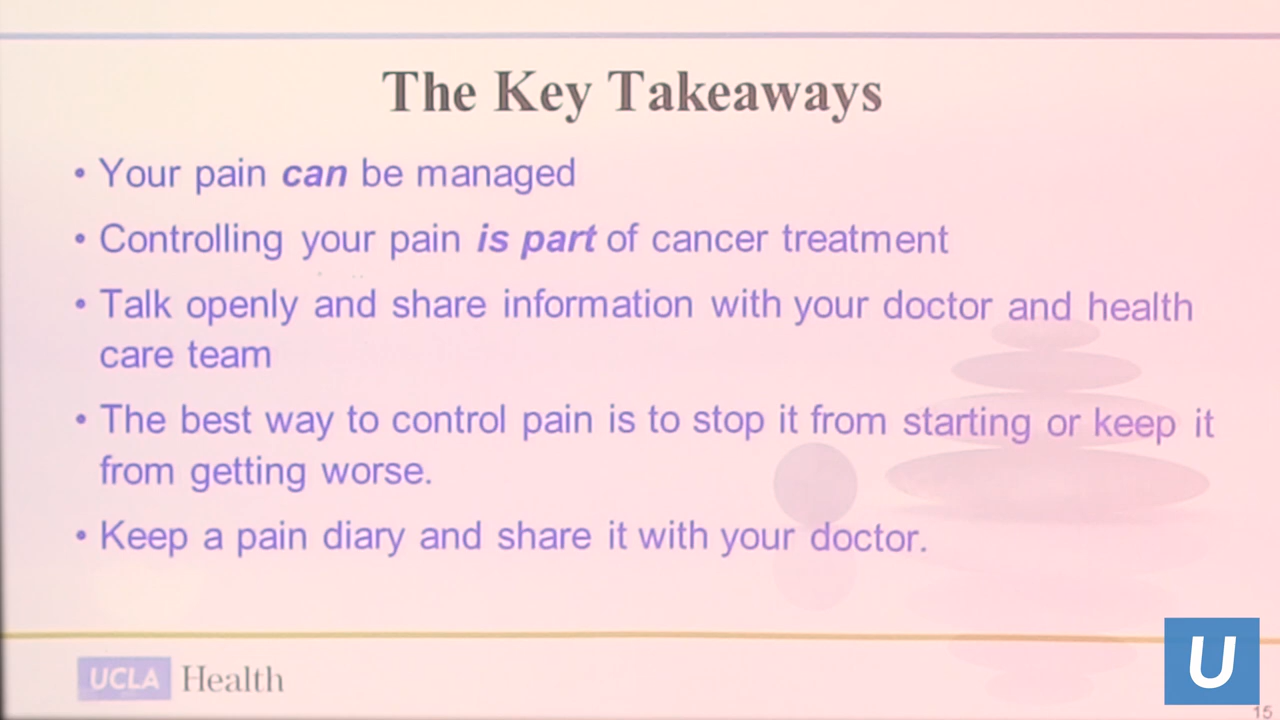 The Key Takeaways
• Your pain can be managed
• Controlling your pain is part of cancer treatment
• Talk openly and share information with your doctor and health
care team
• The best way to control pain is to stop it from starting or keep it
from getting worse.
• Keep a pain diary and share it with your doctor.
UCLA Health
U
15